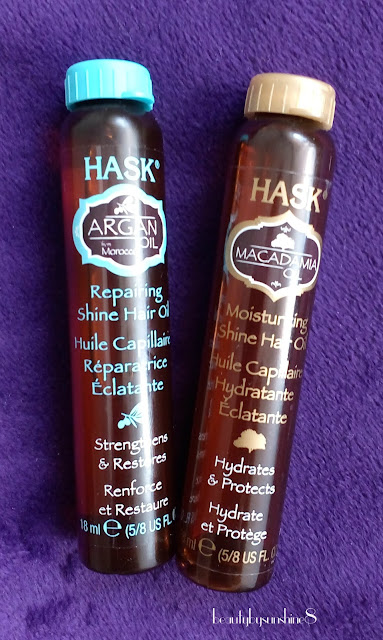 HASK®
ARGAN
OIL
from
Morocco
Repairing
Shine Hair Oil
Huile Capillaire
Réparatrice
Éclatante
Strengthens
& Restores
Renforce
et Restaure
18 ml ℮ (5/8 US FL.
HASK®
MACADAMIA
OIL
Moisturizing
Shine Hair Oil
Huile Capillaire
Hydratante
Éclatante
Hydrates
& Protects
Hydrate
et Protège
ml ℮ (5/8 US FL.
beautybysunshine8